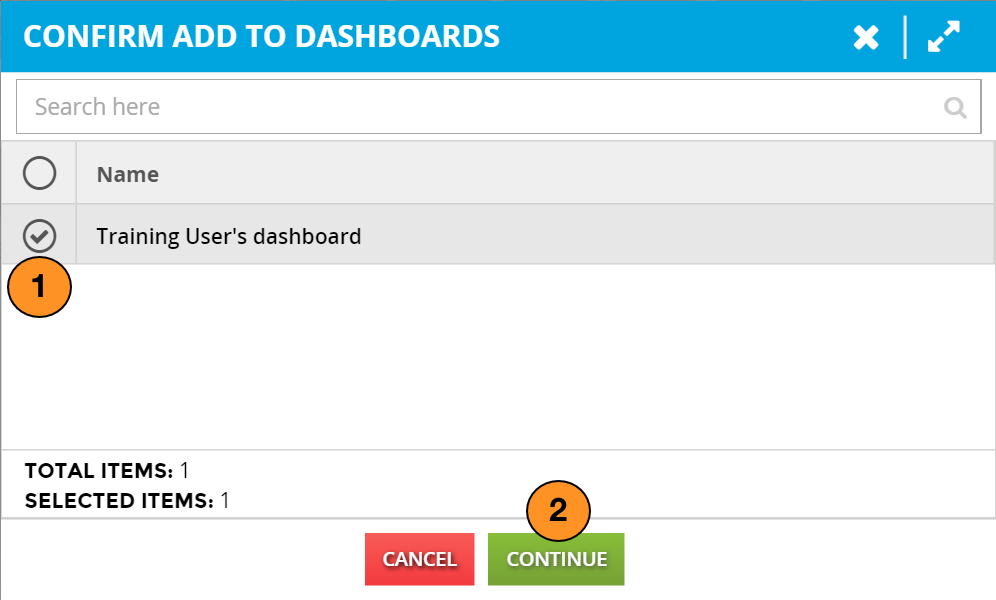 CONFIRM ADD TO DASHBOARDS
Search here
Name
Training User's dashboard
1
TOTAL ITEMS: 1
SELECTED ITEMS: 1
2
CANCEL CONTINUE